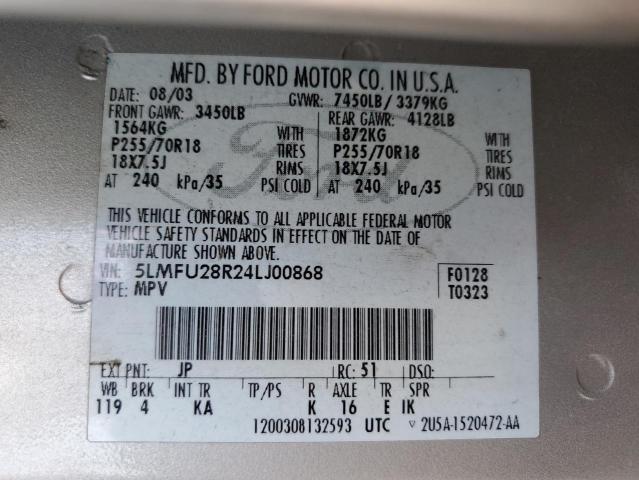 MFD. BY FORD MOTOR CO. IN U.S.A.
DATE: 08/03 GVWR: 7450LB/ 3379KG
FRONT GAWR: 3450LB REAR GAWR: 4128LB
1564KG WITH 1872KG WITH
P255/70R18 TIRES P255/70R18 TIRES
18X7.5J RIMS 18X7.5J RIMS
AT 240 kPa/35 PSI COLD AT 240 kPa/35 PSI COLD
Ford
THIS VEHICLE CONFORMS TO ALL APPLICABLE FEDERAL MOTOR
VEHICLE SAFETY STANDARDS IN EFFECT ON THE DATE OF
MANUFACTURE SHOWN ABOVE.
VIN: 5LMFU28R24LJ00868 F0128
TYPE: MPV T0323
EXT PNT: JP RC: 51 DSO:
WB BRK INT TR TP/PS R AXLE TR SPR
119 4 KA K 16 E IK
1200308132593 UTC ▽ 2U5A-1520472-AA